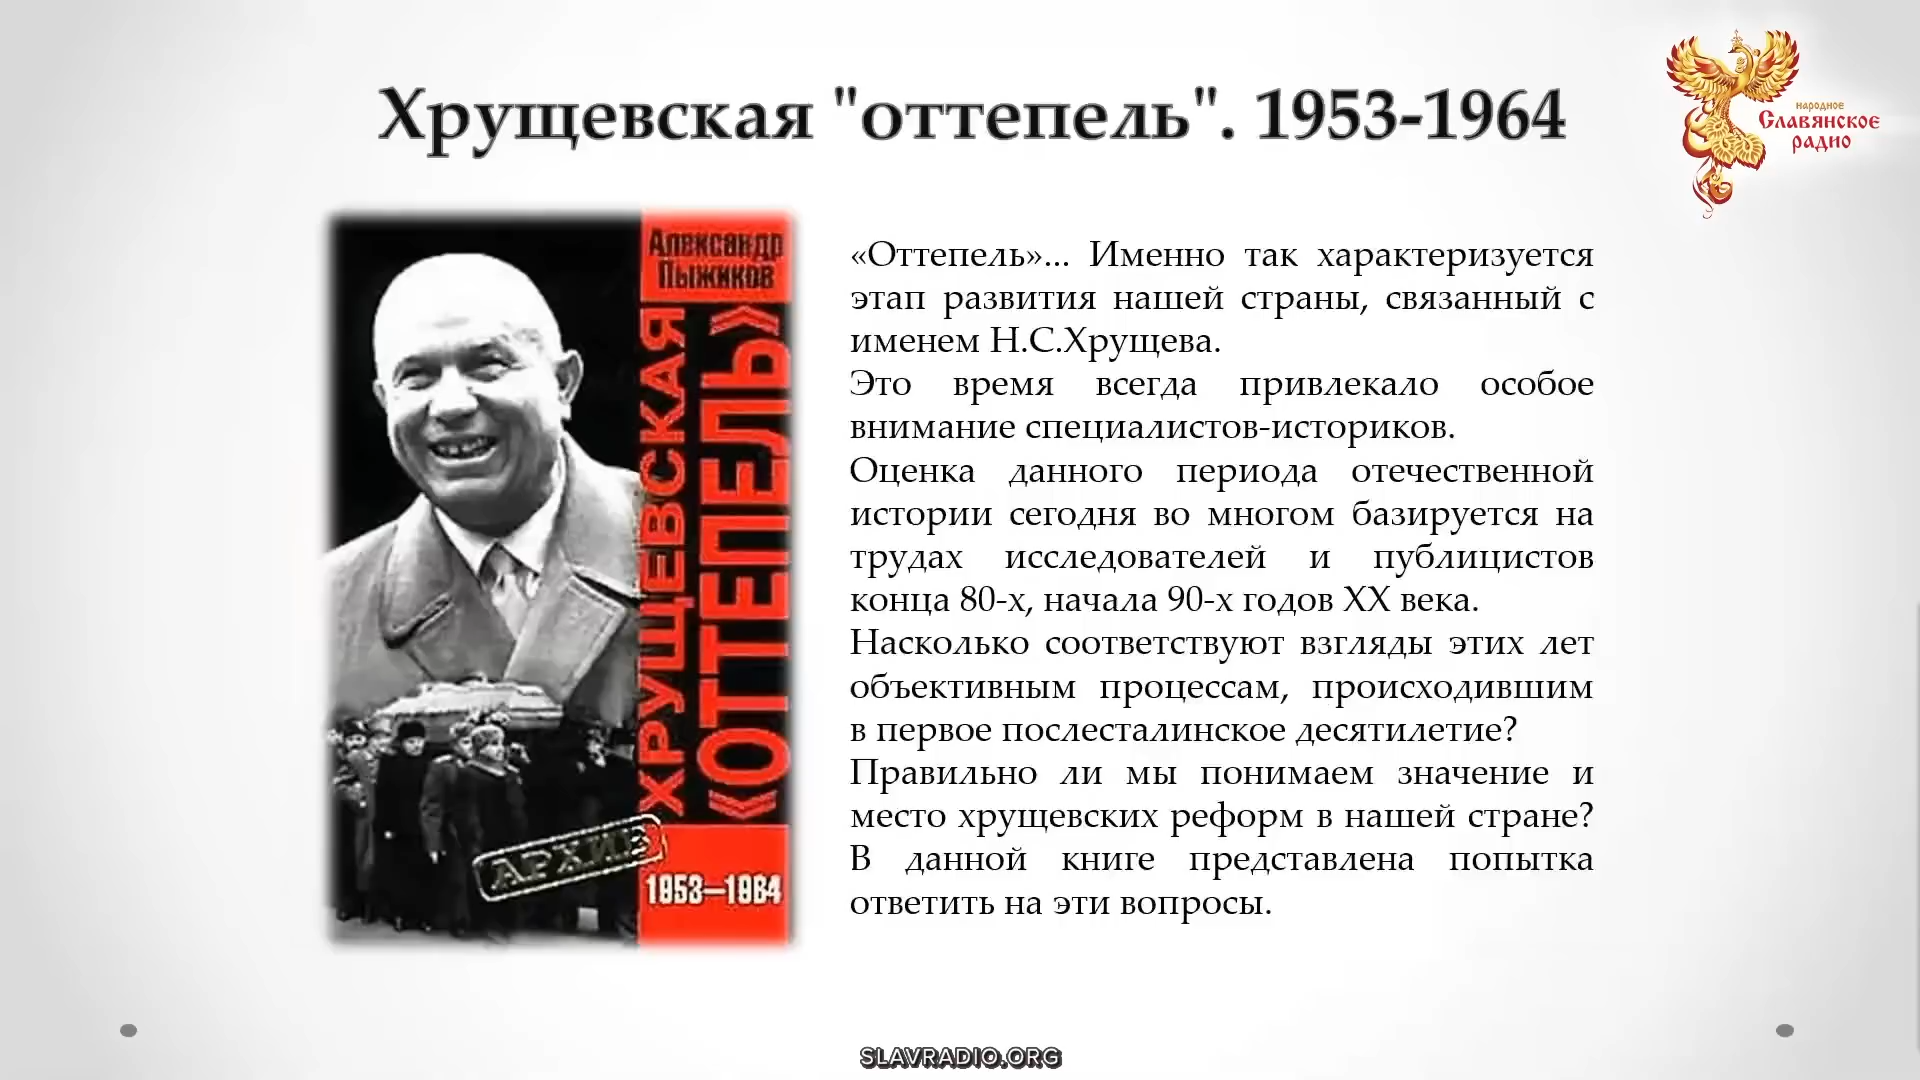 Хрущевская "оттепель". 1953-1964
народное
Славянское
радио
Александр
Пыжиков
ХРУЩЕВСКАЯ
«ОТТЕПЕЛЬ»
АРХИВ
1953–1964
«Оттепель»... Именно так характеризуется
этап развития нашей страны, связанный с
именем Н.С.Хрущева.
Это время всегда привлекало особое
внимание специалистов-историков.
Оценка данного периода отечественной
истории сегодня во многом базируется на
трудах исследователей и публицистов
конца 80-х, начала 90-х годов XX века.
Насколько соответствуют взгляды этих лет
объективным процессам, происходившим
в первое послесталинское десятилетие?
Правильно ли мы понимаем значение и
место хрущевских реформ в нашей стране?
В данной книге представлена попытка
ответить на эти вопросы.
SLAVRADIO.ORG